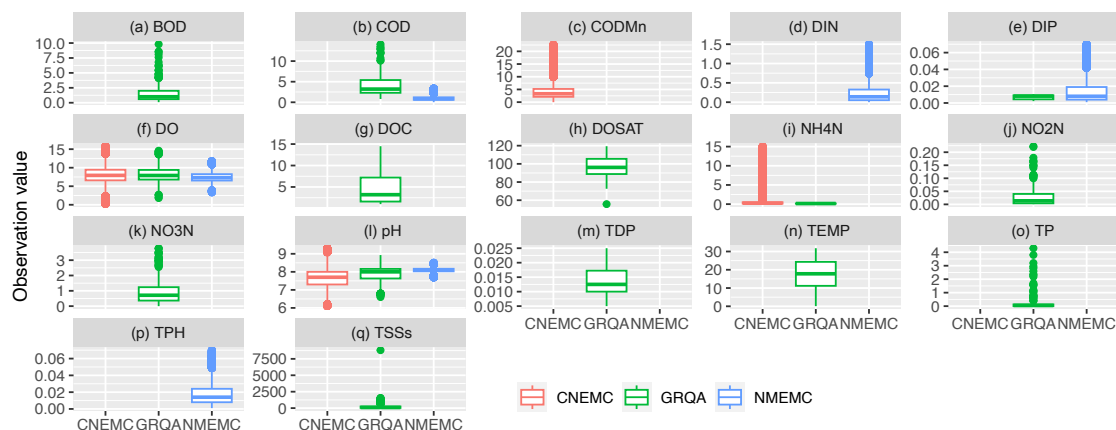 (a) BOD (b) COD (c) CODMn (d) DIN (e) DIP
10.0 7.5 5.0 2.5 0.0
10 5 0
20 15 10 5 0
1.5 1.0 0.5 0.0
0.06 0.04 0.02 0.00
(f) DO (g) DOC (h) DOSAT (i) NH4N (j) NO2N
15 10 5 0
15 10 5
120 100 80 60
15 10 5 0
0.20 0.15 0.10 0.05 0.00
Observation value
(k) NO3N (l) pH (m) TDP (n) TEMP (o) TP
3 2 1 0
9 8 7 6
0.025 0.020 0.015 0.010 0.005
30 20 10 0
4 3 2 1 0
CNEMC GRQA NMEMC CNEMC GRQA NMEMC CNEMC GRQA NMEMC
(p) TPH (q) TSSs
0.06 0.04 0.02 0.00
7500 5000 2500 0
CNEMC GRQA NMEMC CNEMC GRQA NMEMC
CNEMC GRQA NMEMC